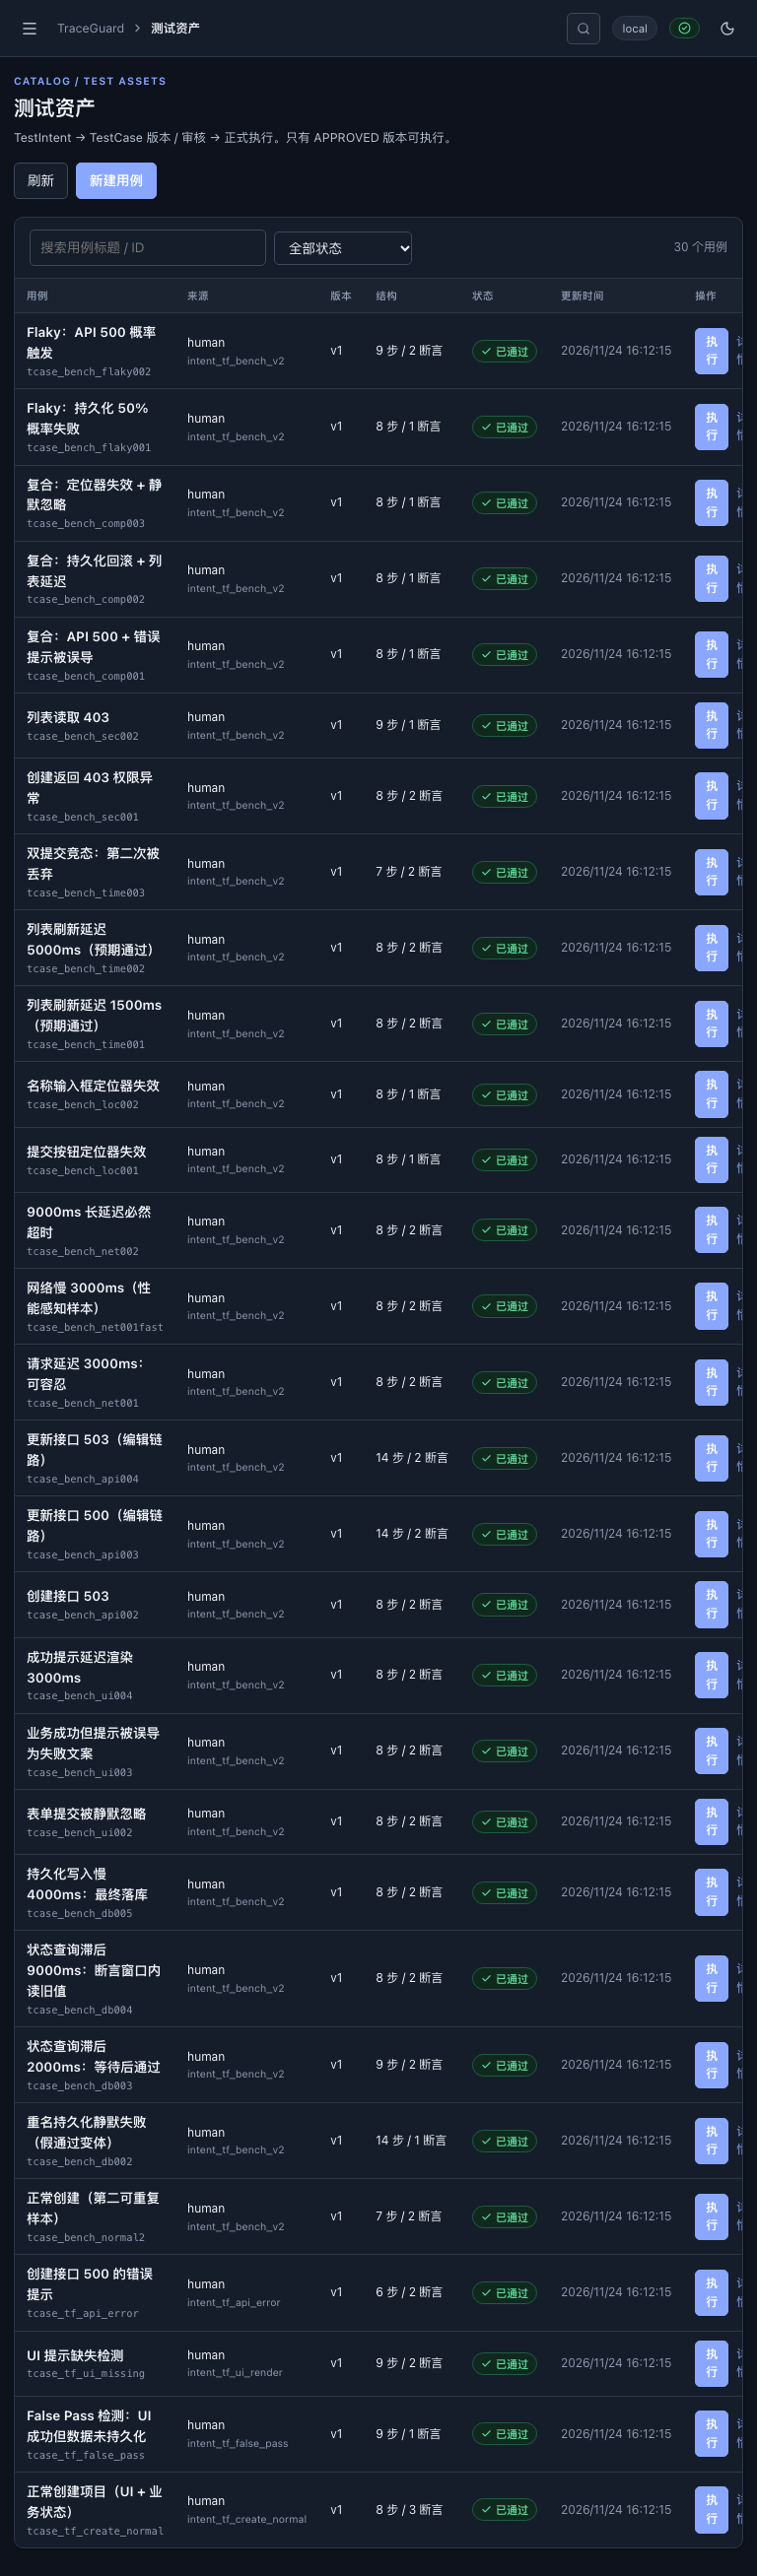 TraceGuard > 测试资产
local
CATALOG / TEST ASSETS
测试资产
TestIntent → TestCase 版本 / 审核 → 正式执行。只有 APPROVED 版本可执行。
刷新 新建用例
搜索用例标题 / ID 全部状态 30 个用例
用例 来源 版本 结构 状态 更新时间 操作
Flaky：API 500 概率
触发
tcase_bench_flaky002
human
intent_tf_bench_v2
v1 9 步 / 2 断言 已通过 2026/11/24 16:12:15
执
行
Flaky：持久化 50%
概率失败
tcase_bench_flaky001
human
intent_tf_bench_v2
v1 8 步 / 1 断言 已通过 2026/11/24 16:12:15
执
行
复合：定位器失效 + 静
默忽略
tcase_bench_comp003
human
intent_tf_bench_v2
v1 8 步 / 1 断言 已通过 2026/11/24 16:12:15
执
行
复合：持久化回滚 + 列
表延迟
tcase_bench_comp002
human
intent_tf_bench_v2
v1 8 步 / 1 断言 已通过 2026/11/24 16:12:15
执
行
复合：API 500 + 错误
提示被误导
tcase_bench_comp001
human
intent_tf_bench_v2
v1 8 步 / 1 断言 已通过 2026/11/24 16:12:15
执
行
列表读取 403
tcase_bench_sec002
human
intent_tf_bench_v2
v1 9 步 / 1 断言 已通过 2026/11/24 16:12:15
执
行
创建返回 403 权限异
常
tcase_bench_sec001
human
intent_tf_bench_v2
v1 8 步 / 2 断言 已通过 2026/11/24 16:12:15
执
行
双提交竞态：第二次被
丢弃
tcase_bench_time003
human
intent_tf_bench_v2
v1 7 步 / 2 断言 已通过 2026/11/24 16:12:15
执
行
列表刷新延迟
5000ms（预期通过）
tcase_bench_time002
human
intent_tf_bench_v2
v1 8 步 / 2 断言 已通过 2026/11/24 16:12:15
执
行
列表刷新延迟 1500ms
（预期通过）
tcase_bench_time001
human
intent_tf_bench_v2
v1 8 步 / 2 断言 已通过 2026/11/24 16:12:15
执
行
名称输入框定位器失效
tcase_bench_loc002
human
intent_tf_bench_v2
v1 8 步 / 1 断言 已通过 2026/11/24 16:12:15
执
行
提交按钮定位器失效
tcase_bench_loc001
human
intent_tf_bench_v2
v1 8 步 / 1 断言 已通过 2026/11/24 16:12:15
执
行
9000ms 长延迟必然
超时
tcase_bench_net002
human
intent_tf_bench_v2
v1 8 步 / 2 断言 已通过 2026/11/24 16:12:15
执
行
网络慢 3000ms（性
能感知样本）
tcase_bench_net001fast
human
intent_tf_bench_v2
v1 8 步 / 2 断言 已通过 2026/11/24 16:12:15
执
行
请求延迟 3000ms：
可容忍
tcase_bench_net001
human
intent_tf_bench_v2
v1 8 步 / 2 断言 已通过 2026/11/24 16:12:15
执
行
更新接口 503（编辑链
路）
tcase_bench_api004
human
intent_tf_bench_v2
v1 14 步 / 2 断言 已通过 2026/11/24 16:12:15
执
行
更新接口 500（编辑链
路）
tcase_bench_api003
human
intent_tf_bench_v2
v1 14 步 / 2 断言 已通过 2026/11/24 16:12:15
执
行
创建接口 503
tcase_bench_api002
human
intent_tf_bench_v2
v1 8 步 / 2 断言 已通过 2026/11/24 16:12:15
执
行
成功提示延迟渲染
3000ms
tcase_bench_ui004
human
intent_tf_bench_v2
v1 8 步 / 2 断言 已通过 2026/11/24 16:12:15
执
行
业务成功但提示被误导
为失败文案
tcase_bench_ui003
human
intent_tf_bench_v2
v1 8 步 / 2 断言 已通过 2026/11/24 16:12:15
执
行
表单提交被静默忽略
tcase_bench_ui002
human
intent_tf_bench_v2
v1 8 步 / 2 断言 已通过 2026/11/24 16:12:15
执
行
持久化写入慢
4000ms：最终落库
tcase_bench_db005
human
intent_tf_bench_v2
v1 8 步 / 2 断言 已通过 2026/11/24 16:12:15
执
行
状态查询滞后
9000ms：断言窗口内
读旧值
tcase_bench_db004
human
intent_tf_bench_v2
v1 8 步 / 2 断言 已通过 2026/11/24 16:12:15
执
行
状态查询滞后
2000ms：等待后通过
tcase_bench_db003
human
intent_tf_bench_v2
v1 9 步 / 2 断言 已通过 2026/11/24 16:12:15
执
行
重名持久化静默失败
（假通过变体）
tcase_bench_db002
human
intent_tf_bench_v2
v1 14 步 / 1 断言 已通过 2026/11/24 16:12:15
执
行
正常创建（第二可重复
样本）
tcase_bench_normal2
human
intent_tf_bench_v2
v1 7 步 / 2 断言 已通过 2026/11/24 16:12:15
执
行
创建接口 500 的错误
提示
tcase_tf_api_error
human
intent_tf_api_error
v1 6 步 / 2 断言 已通过 2026/11/24 16:12:15
执
行
UI 提示缺失检测
tcase_tf_ui_missing
human
intent_tf_ui_render
v1 9 步 / 2 断言 已通过 2026/11/24 16:12:15
执
行
False Pass 检测：UI
成功但数据未持久化
tcase_tf_false_pass
human
intent_tf_false_pass
v1 9 步 / 1 断言 已通过 2026/11/24 16:12:15
执
行
正常创建项目（UI + 业
务状态）
tcase_tf_create_normal
human
intent_tf_create_normal
v1 8 步 / 3 断言 已通过 2026/11/24 16:12:15
执
行